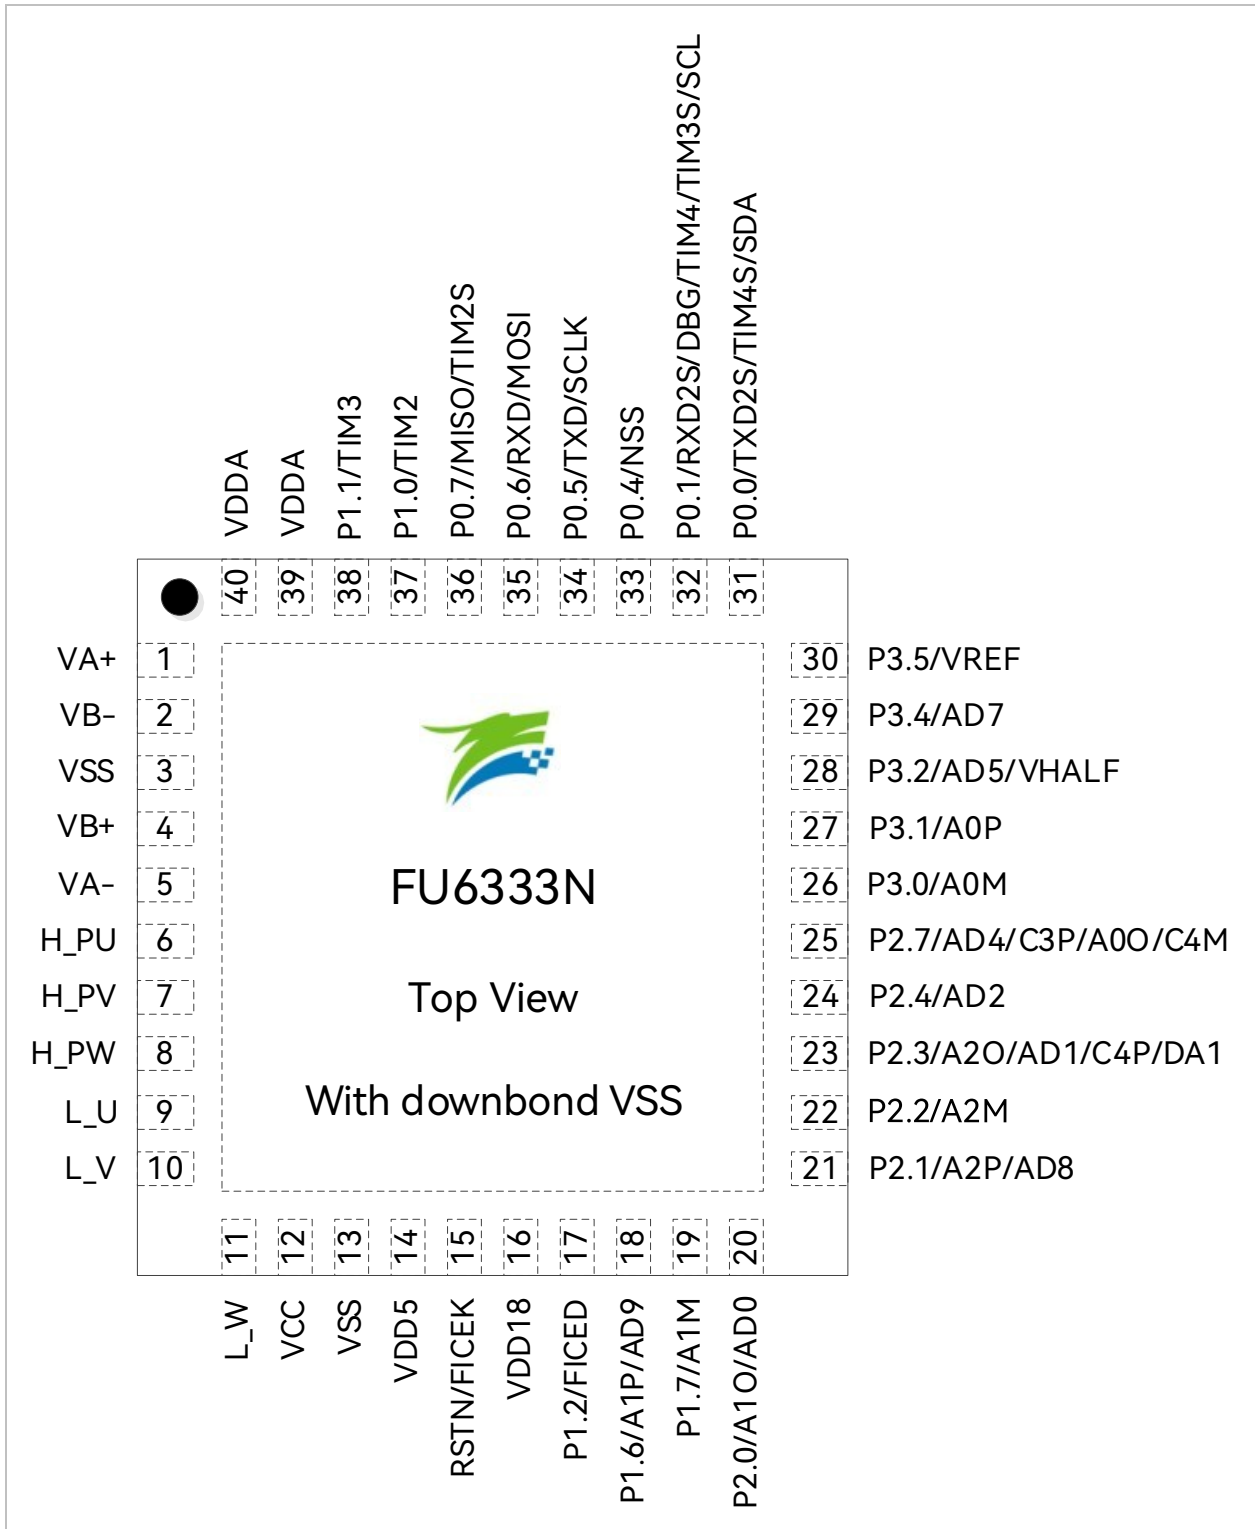 VDDA
VDDA
P1.1/TIM3
P1.0/TIM2
P0.7/MISO/TIM2S
P0.6/RXD/MOSI
P0.5/TXD/SCLK
P0.4/NSS
P0.1/RXD2S/DBG/TIM4/TIM3S/SCL
P0.0/TXD2S/TIM4S/SDA
40 39 38 37 36 35 34 33 32 31
VA+ 1 30 P3.5/VREF
VB- 2 29 P3.4/AD7
VSS 3 28 P3.2/AD5/VHALF
VB+ 4 27 P3.1/A0P
VA- 5 FU6333N 26 P3.0/A0M
H_PU 6 25 P2.7/AD4/C3P/A0O/C4M
H_PV 7 Top View 24 P2.4/AD2
H_PW 8 23 P2.3/A2O/AD1/C4P/DA1
L_U 9 With downbond VSS 22 P2.2/A2M
L_V 10 21 P2.1/A2P/AD8
11 12 13 14 15 16 17 18 19 20
L_W
VCC
VSS
VDD5
RSTN/FICEK
VDD18
P1.2/FICED
P1.6/A1P/AD9
P1.7/A1M
P2.0/A1O/AD0